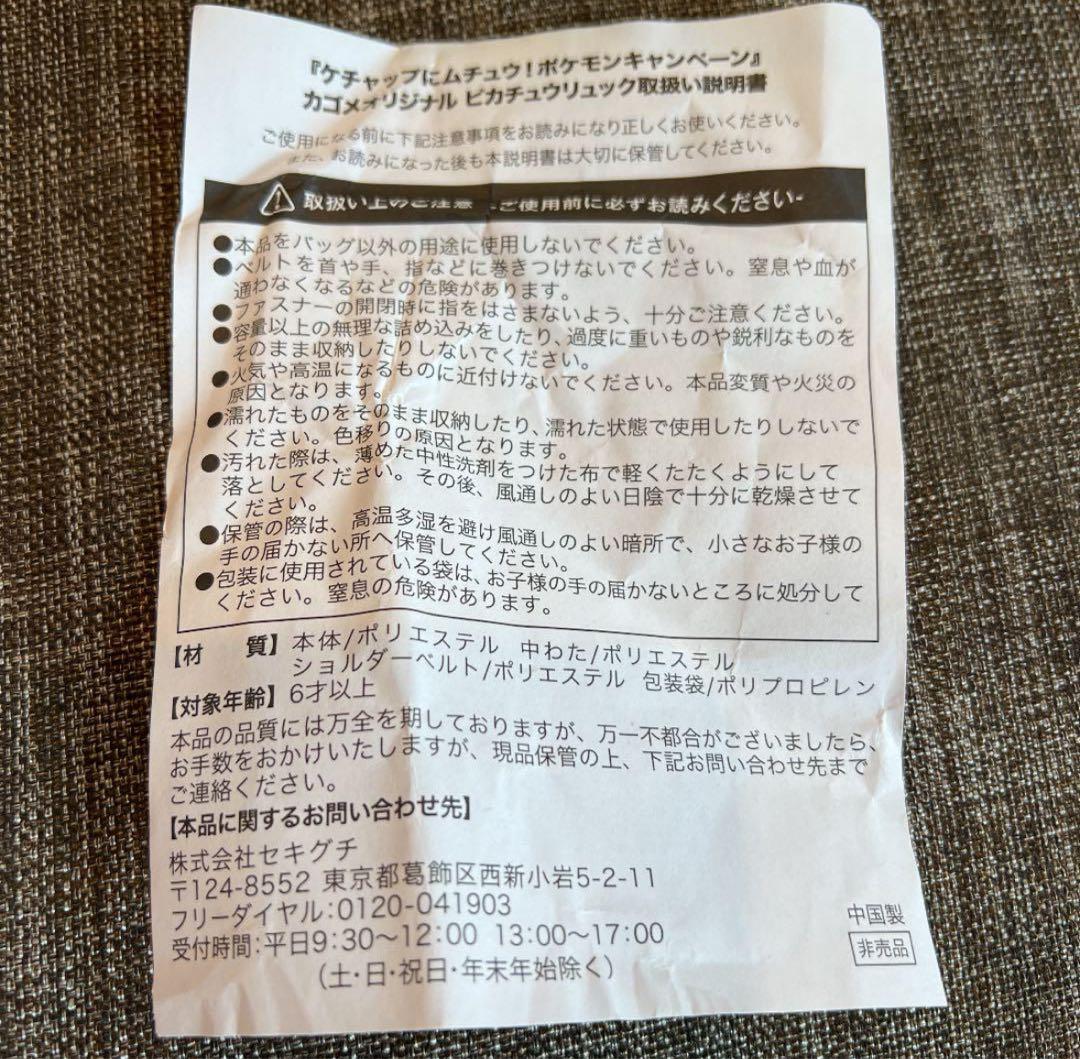 『ケチャップにムチュウ!ポケモンキャンペーン』
カゴメオリジナル ピカチュウリュック取扱い説明書
ご使用になる前に下記注意事項をお読みになり正しくお使いください。
また、お読みになった後も本説明書は大切に保管してください。
取扱い上のご注意 -ご使用前に必ずお読みください-
●本品をバッグ以外の用途に使用しないでください。
●ベルトを首や手、指などに巻きつけないでください。窒息や血が
通わなくなるなどの危険があります。
●ファスナーの開閉時に指をはさまないよう、十分ご注意ください。
●容量以上の無理な詰め込みをしたり、過度に重いものや鋭利なものを
そのまま収納したりしないでください。
●火気や高温になるものに近付けないでください。本品変質や火災の
原因となります。
●濡れたものをそのまま収納したり、濡れた状態で使用したりしないで
ください。色移りの原因となります。
●汚れた際は、薄めた中性洗剤をつけた布で軽くたたくようにして
落としてください。その後、風通しのよい日陰で十分に乾燥させて
ください。
●保管の際は、高温多湿を避け風通しのよい暗所で、小さなお子様の
手の届かない所へ保管してください。
●包装に使用されている袋は、お子様の手の届かないところに処分して
ください。窒息の危険があります。
【材 質】本体/ポリエステル 中わた/ポリエステル
ショルダーベルト/ポリエステル 包装袋/ポリプロピレン
【対象年齢】6才以上
本品の品質には万全を期しておりますが、万一不都合がございましたら、
お手数をおかけいたしますが、現品保管の上、下記お問い合わせ先まで
ご連絡ください。
【本品に関するお問い合わせ先】
株式会社セキグチ
〒124-8552 東京都葛飾区西新小岩5-2-11
フリーダイヤル:0120-041903
受付時間:平日9:30〜12:00 13:00〜17:00
(土・日・祝日・年末年始除く)
中国製
非売品